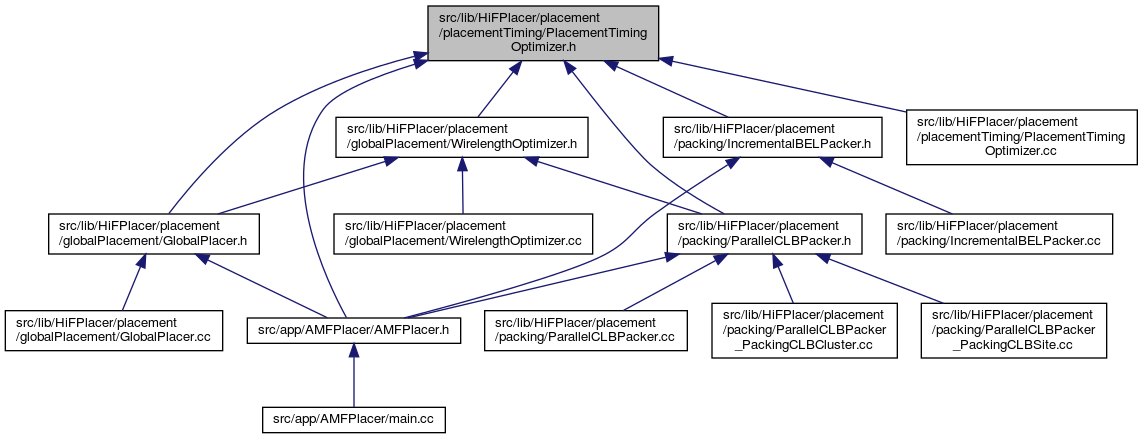 src/lib/HiFPlacer/placement
/placementTiming/PlacementTiming
Optimizer.h
src/lib/HiFPlacer/placement
/globalPlacement/WirelengthOptimizer.h
src/lib/HiFPlacer/placement
/packing/IncrementalBELPacker.h
src/lib/HiFPlacer/placement
/placementTiming/PlacementTiming
Optimizer.cc
src/lib/HiFPlacer/placement
/globalPlacement/GlobalPlacer.h
src/lib/HiFPlacer/placement
/globalPlacement/WirelengthOptimizer.cc
src/lib/HiFPlacer/placement
/packing/ParallelCLBPacker.h
src/lib/HiFPlacer/placement
/packing/IncrementalBELPacker.cc
src/lib/HiFPlacer/placement
/globalPlacement/GlobalPlacer.cc
src/app/AMFPlacer/AMFPlacer.h
src/lib/HiFPlacer/placement
/packing/ParallelCLBPacker.cc
src/lib/HiFPlacer/placement
/packing/ParallelCLBPacker
_PackingCLBCluster.cc
src/lib/HiFPlacer/placement
/packing/ParallelCLBPacker
_PackingCLBSite.cc
src/app/AMFPlacer/main.cc